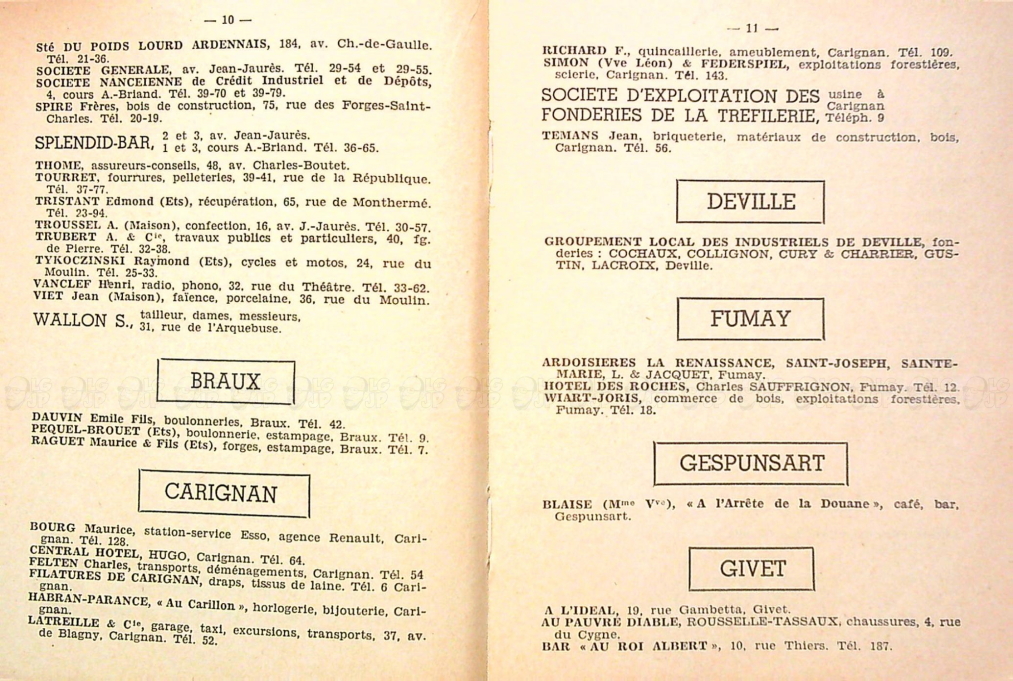 — 10 —
Sté DU POIDS LOURD ARDENNAIS, 184, av. Ch.-de-Gaulle.
Tél. 21-36.
SOCIETE GENERALE, av. Jean-Jaurès. Tél. 29-54 et 29-55.
SOCIETE NANCEIENNE de Crédit Industriel et de Dépôts,
4, cours A.-Briand. Tél. 39-70 et 39-79.
SPIRE Frères, bois de construction, 75, rue des Forges-Saint-
Charles. Tél. 20-19.
SPLENDID-BAR, 2 et 3, av. Jean-Jaurès.
1 et 3, cours A.-Briand. Tél. 36-65.
THOME, assureurs-conseils, 48, av. Charles-Boutet.
TOURRET, fourrures, pelleteries, 39-41, rue de la République.
Tél. 37-77.
TRISTANT Edmond (Ets), récupération, 65, rue de Monthermé.
Tél. 23-94.
TROUSSEL A. (Maison), confection, 16, av. J.-Jaurès. Tél. 30-57.
TRUBERT A. & Cie, travaux publics et particuliers, 40, fg.
de Pierre. Tél. 32-38.
TYKOCZINSKI Raymond (Ets), cycles et motos, 24, rue du
Moulin. Tél. 25-33.
VANCLEF Henri, radio, phono, 32, rue du Théâtre. Tél. 33-62.
VIET Jean (Maison), faïence, porcelaine, 36, rue du Moulin.
WALLON S., tailleur, dames, messieurs,
31, rue de l'Arquebuse.
BRAUX
DAUVIN Emile Fils, boulonneries, Braux. Tél. 42.
PEQUEL-BROUET (Ets), boulonnerie, estampage, Braux. Tél. 9.
RAGUET Maurice & Fils (Ets), forges, estampage, Braux. Tél. 7.
CARIGNAN
BOURG Maurice, station-service Esso, agence Renault, Cari-
gnan. Tél. 128.
CENTRAL HOTEL, HUGO, Carignan. Tél. 64.
FELTEN Charles, transports, déménagements, Carignan. Tél. 54
FILATURES DE CARIGNAN, draps, tissus de laine. Tél. 6 Cari-
gnan.
HABRAN-PARANCE, « Au Carillon », horlogerie, bijouterie, Cari-
gnan.
LATREILLE & Cie, garage, taxi, excursions, transports, 37, av.
de Blagny, Carignan. Tél. 52.
— 11 —
RICHARD F., quincaillerie, ameublement, Carignan. Tél. 109.
SIMON (Vve Léon) & FEDERSPIEL, exploitations forestières,
scierie, Carignan. Tél. 143.
SOCIETE D'EXPLOITATION DES usine à
Carignan
FONDERIES DE LA TREFILERIE, Téléph. 9
TEMANS Jean, briqueterie, matériaux de construction, bois,
Carignan. Tél. 56.
DEVILLE
GROUPEMENT LOCAL DES INDUSTRIELS DE DEVILLE, fon-
deries : COCHAUX, COLLIGNON, CURY & CHARRIER, GUS-
TIN, LACROIX, Deville.
FUMAY
ARDOISIERES LA RENAISSANCE, SAINT-JOSEPH, SAINTE-
MARIE, L. & JACQUET, Fumay.
HOTEL DES ROCHES, Charles SAUFFRIGNON, Fumay. Tél. 12.
WIART-JORIS, commerce de bois, exploitations forestières,
Fumay. Tél. 18.
GESPUNSART
BLAISE (Mme Vve), « A l'Arrête de la Douane », café, bar,
Gespunsart.
GIVET
A L'IDEAL, 19, rue Gambetta, Givet.
AU PAUVRE DIABLE, ROUSSELLE-TASSAUX, chaussures, 4, rue
du Cygne.
BAR « AU ROI ALBERT », 10, rue Thiers. Tél. 187.